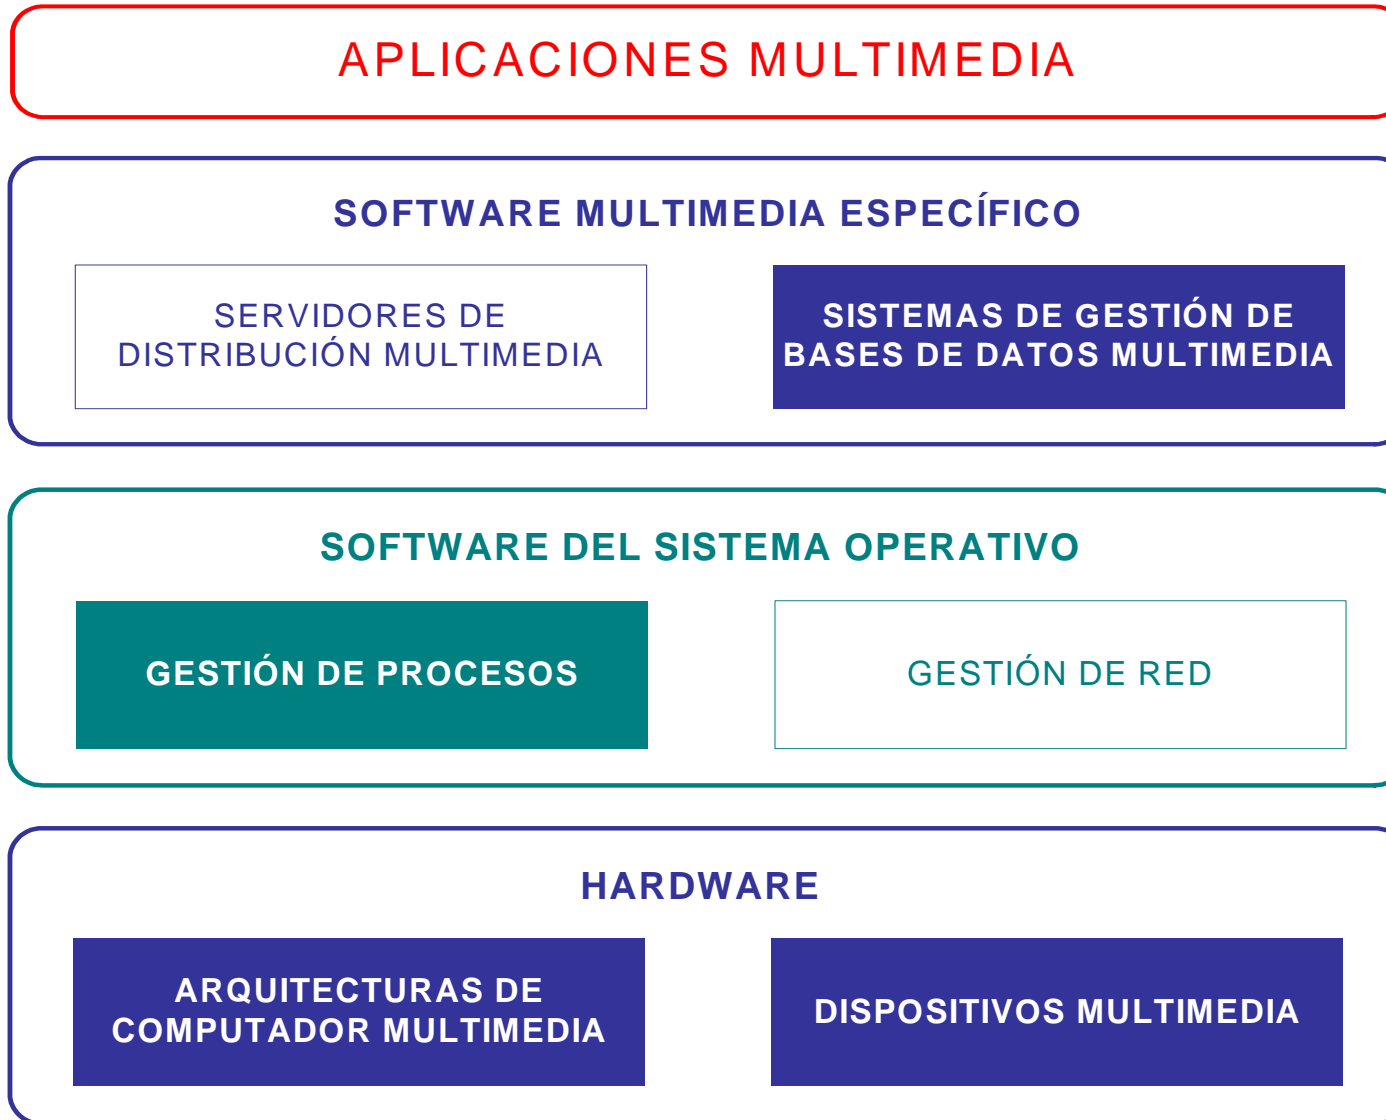 APLICACIONES MULTIMEDIA
SOFTWARE MULTIMEDIA ESPECÍFICO
SERVIDORES DE
DISTRIBUCIÓN MULTIMEDIA
SISTEMAS DE GESTIÓN DE
BASES DE DATOS MULTIMEDIA
SOFTWARE DEL SISTEMA OPERATIVO
GESTIÓN DE PROCESOS
GESTIÓN DE RED
HARDWARE
ARQUITECTURAS DE
COMPUTADOR MULTIMEDIA
DISPOSITIVOS MULTIMEDIA